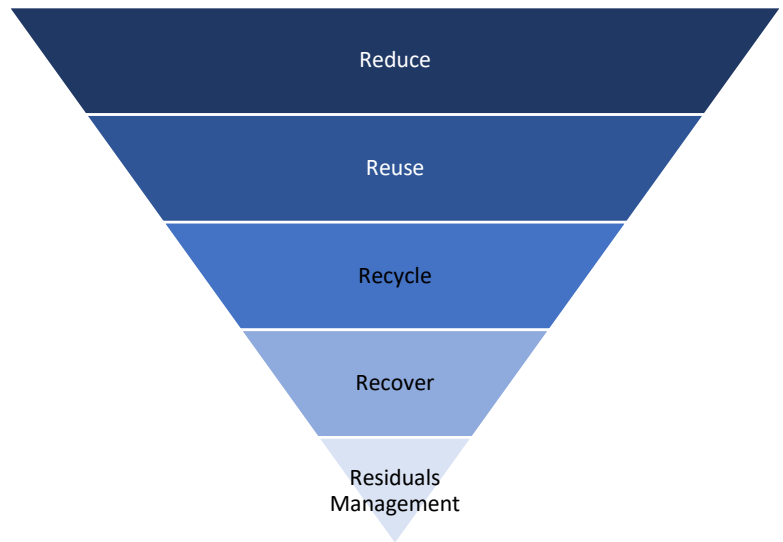 Reduce
Reuse
Recycle
Recover
Residuals
Management